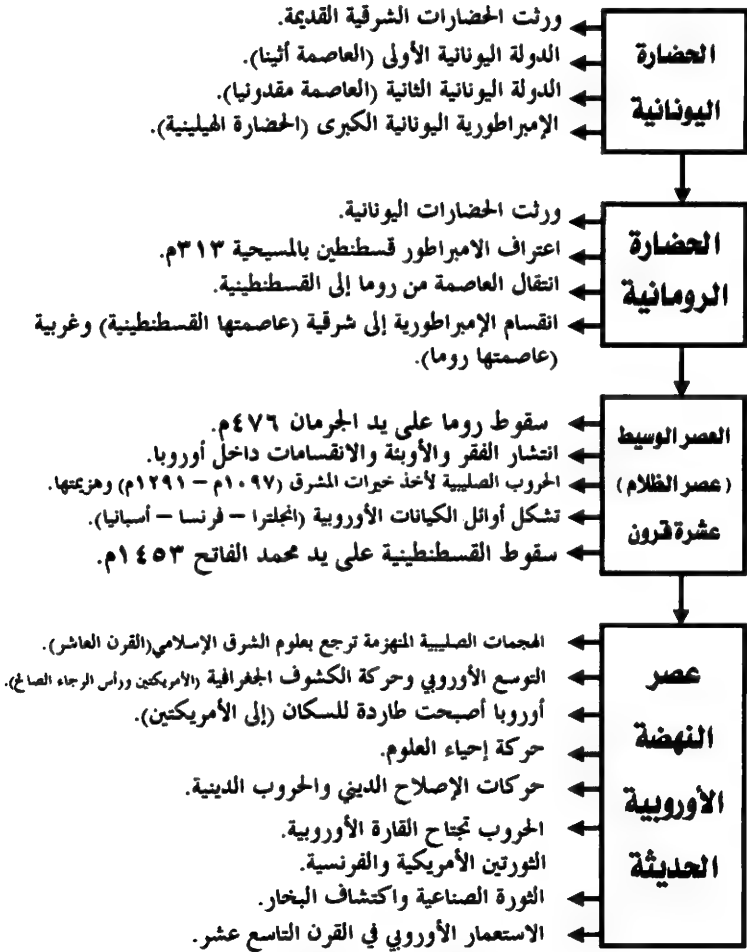 الحضارة
اليونانية
ورثت الحضارات الشرقية القديمة.
الدولة اليونانية الأولى (العاصمة أثينا).
الدولة اليونانية الثانية (العاصمة مقدونيا).
الإمبراطورية اليونانية الكبرى (الحضارة الهيلينية).
الحضارة
الرومانية
ورثت الحضارات اليونانية.
اعتراف الامبراطور قسطنطين بالمسيحية ٣١٣م.
انتقال العاصمة من روما إلى القسطنطينية.
انقسام الإمبراطورية إلى شرقية (عاصمتها القسطنطينية) وغربية
(عاصمتها روما).
العصر الوسيط
(عصر الظلام)
عشرة قرون
سقوط روما على يد الجرمان ٤٧٦م.
انتشار الفقر والأوبئة والانقسامات داخل أوروبا.
الحروب الصليبية لأخذ خيرات المشرق (١٠٩٧م – ١٢٩١م) وهزيمتها.
تشكل أوائل الكيانات الأوروبية (انجلترا – فرنسا – أسبانيا).
سقوط القسطنطينية على يد محمد الفاتح ١٤٥٣م.
عصر
النهضة
الأوروبية
الحديثة
الهجمات الصليبية المنهزمة ترجع بعلوم الشرق الإسلامي(القرن العاشر).
التوسع الأوروبي وحركة الكشوف الجغرافية (الأمريكتين ورأس الرجاء الصالح).
أوروبا أصبحت طاردة للسكان (إلى الأمريكتين).
حركة إحياء العلوم.
حركات الإصلاح الديني والحروب الدينية.
الحروب تجتاح القارة الأوروبية.
الثورتين الأمريكية والفرنسية.
الثورة الصناعية واكتشاف البخار.
الاستعمار الأوروبي في القرن التاسع عشر.